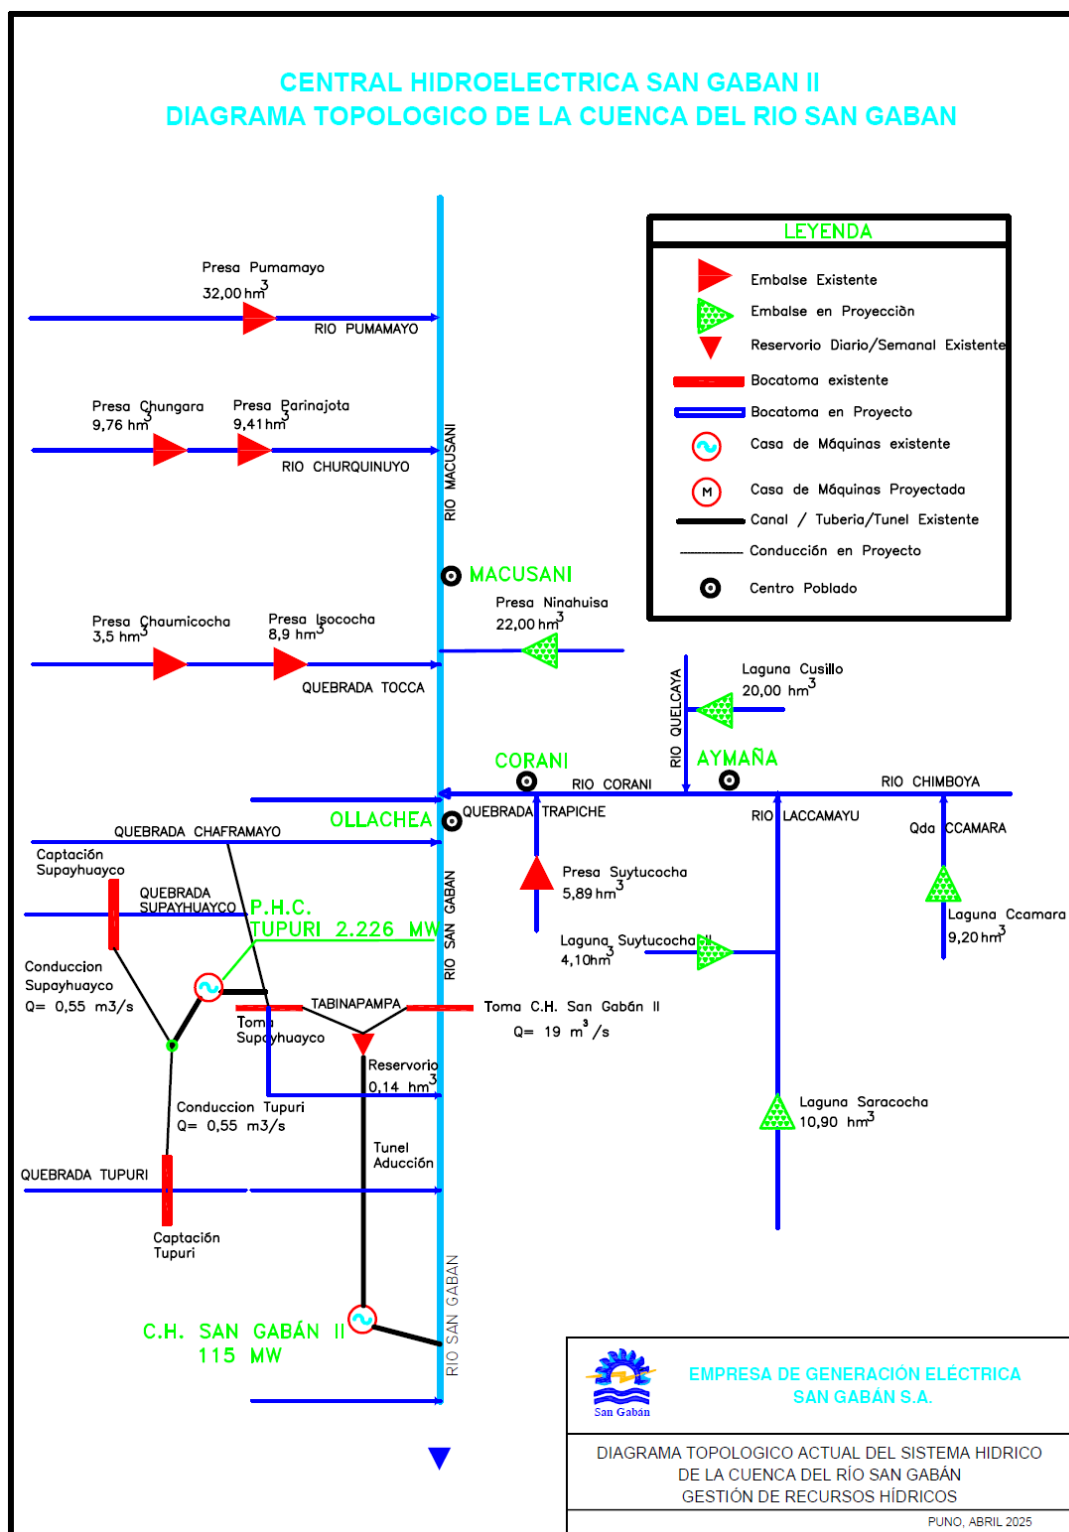 CENTRAL HIDROELECTRICA SAN GABAN II
DIAGRAMA TOPOLOGICO DE LA CUENCA DEL RIO SAN GABAN
LEYENDA
Embalse Existente
Embalse en Proyecciòn
Reservorio Diario/Semanal Existente
Bocatoma existente
Bocatoma en Proyecto
Casa de Máquinas existente
M
Casa de Máquinas Proyectada
Canal / Tuberia/Tunel Existente
Conducción en Proyecto
Centro Poblado
Presa Pumamayo
32,00 hm3
RIO PUMAMAYO
Presa Chungara
9,76 hm3
Presa Parinajota
9,41 hm3
RIO CHURQUINUYO
RIO MACUSANI
MACUSANI
Presa Chaumicocha
3,5 hm3
Presa Isococha
8,9 hm3
QUEBRADA TOCCA
Presa Ninahuisa
22,00 hm3
Laguna Cusillo
20,00 hm3
RIO QUELCAYA
CORANI
AYMAÑA
RIO CORANI
RIO CHIMBOYA
OLLACHEA
QUEBRADA TRAPICHE
RIO LACCAMAYU
Qda CCAMARA
QUEBRADA CHAFRAMAYO
Captación
Supayhuayco
QUEBRADA
SUPAYHUAYCO
P.H.C.
TUPURI 2.226 MW
RIO SAN GABAN
Presa Suytucocha
5,89 hm3
Laguna Ccamara
9,20 hm3
Laguna Suytucocha II
4,10hm3
Conduccion
Supayhuayco
Q= 0,55 m3/s
TABINAPAMPA
Toma
Supayhuayco
Toma C.H. San Gabán II
Q= 19 m3/s
Reservorio
0,14 hm3
Conduccion Tupuri
Q= 0,55 m3/s
Laguna Saracocha
10,90 hm3
Tunel
Aducción
QUEBRADA TUPURI
Captación
Tupuri
RIO SAN GABAN
C.H. SAN GABÁN II
115 MW
San Gabán
EMPRESA DE GENERACIÓN ELÉCTRICA
SAN GABÁN S.A.
DIAGRAMA TOPOLOGICO ACTUAL DEL SISTEMA HIDRICO
DE LA CUENCA DEL RÍO SAN GABÁN
GESTIÓN DE RECURSOS HÍDRICOS
PUNO, ABRIL 2025